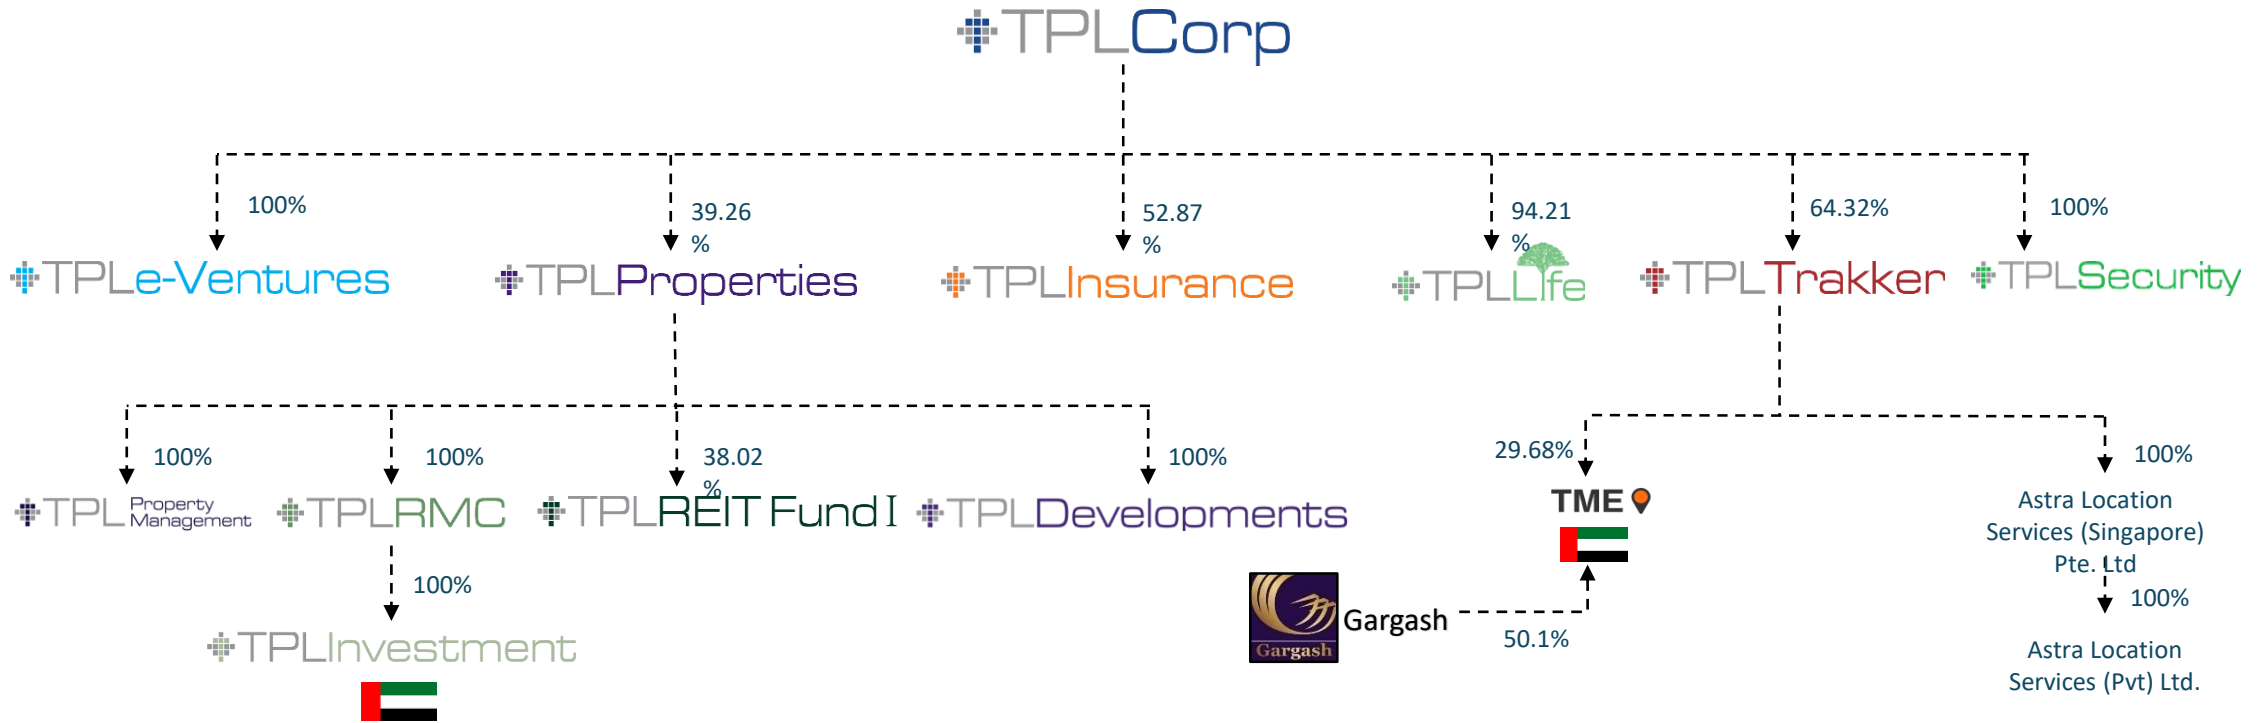 TPLCorp
100%
39.26
%
52.87
%
94.21
%
64.32%
100%
TPLe-Ventures
TPLProperties
TPLInsurance
TPLLife
TPLTrakker
TPLSecurity
100%
100%
38.02
%
100%
29.68%
100%
TPL Property
Management
TPLRMC
TPLREIT Fund I
TPLDevelopments
TME
Astra Location
Services (Singapore)
Pte. Ltd
100%
100%
Gargash
Gargash
50.1%
TPLInvestment
Astra Location
Services (Pvt) Ltd.